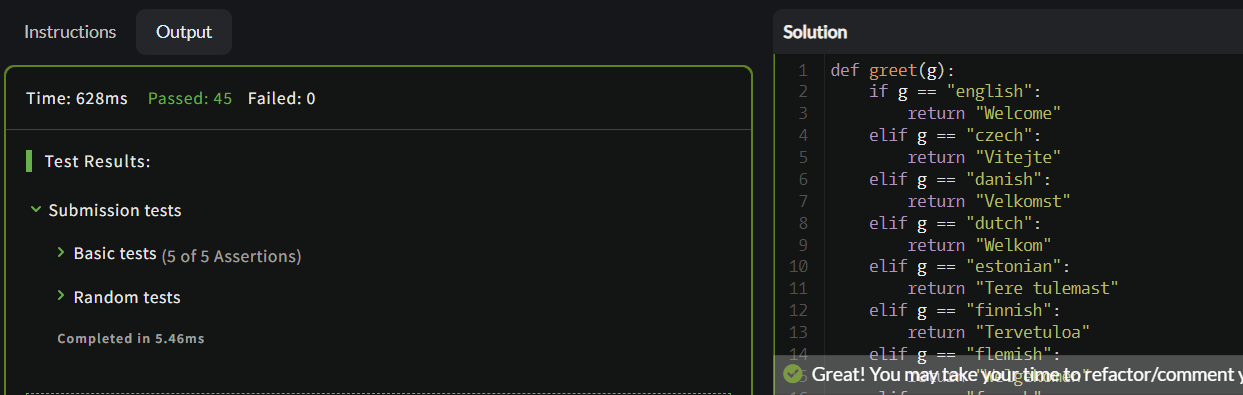 Instructions
Output
Time: 628ms Passed: 45 Failed: 0
Test Results:
Submission tests
Basic tests (5 of 5 Assertions)
Random tests
Completed in 5.46ms
Solution
1 def greet(g):
2 if g == "english":
3 return "Welcome"
4 elif g == "czech":
5 return "Vitejte"
6 elif g == "danish":
7 return "Velkomst"
8 elif g == "dutch":
9 return "Welkom"
10 elif g == "estonian":
11 return "Tere tulemast"
12 elif g == "finnish":
13 return "Tervetuloa"
14 elif g == "flemish":
Great! You may take your time to refactor/comment